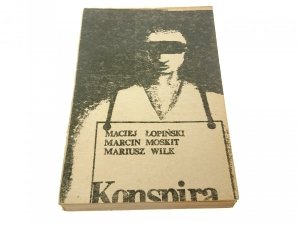 MACIEJ ŁOPIŃSKI
MARCIN MOSKIT
MARIUSZ WILK
Konspira